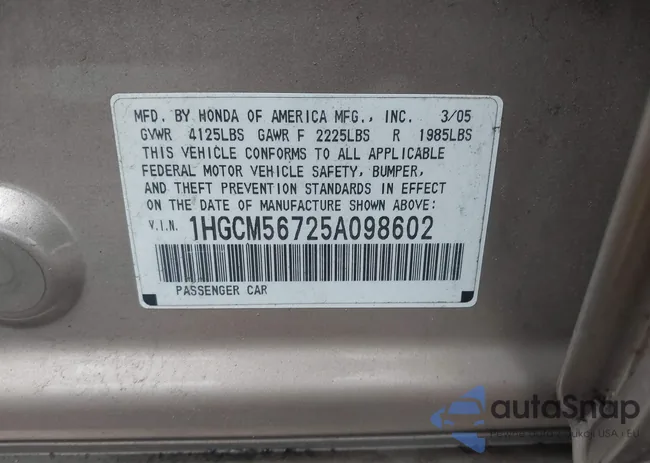 MFD. BY HONDA OF AMERICA MFG., INC. 3/05
GVWR 4125LBS GAWR F 2225LBS R 1985LBS
THIS VEHICLE CONFORMS TO ALL APPLICABLE
FEDERAL MOTOR VEHICLE SAFETY, BUMPER,
AND THEFT PREVENTION STANDARDS IN EFFECT
ON THE DATE OF MANUFACTURE SHOWN ABOVE:
V.I.N. 1HGCM56725A098602
PASSENGER CAR
autoSnap
USA i EU